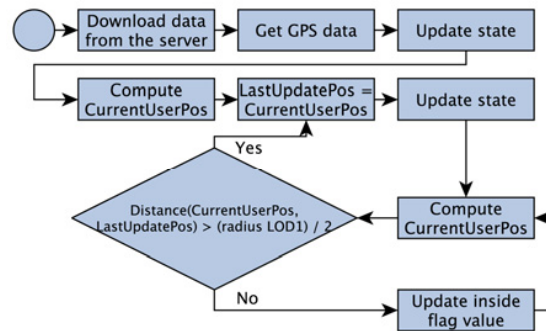 Download data
from the server
Get GPS data
Update state
Compute
CurrentUserPos
LastUpdatePos =
CurrentUserPos
Update state
Yes
Distance(CurrentUserPos,
LastUpdatePos) > (radius LOD1) / 2
Compute
CurrentUserPos
No
Update inside
flag value